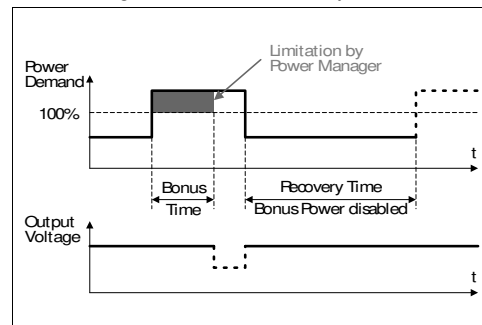 Limitation by
Power Manager
Power
Demand
100%
t
Bonus
Time
Recovery Time
Bonus Power disabled
Output
Voltage
t